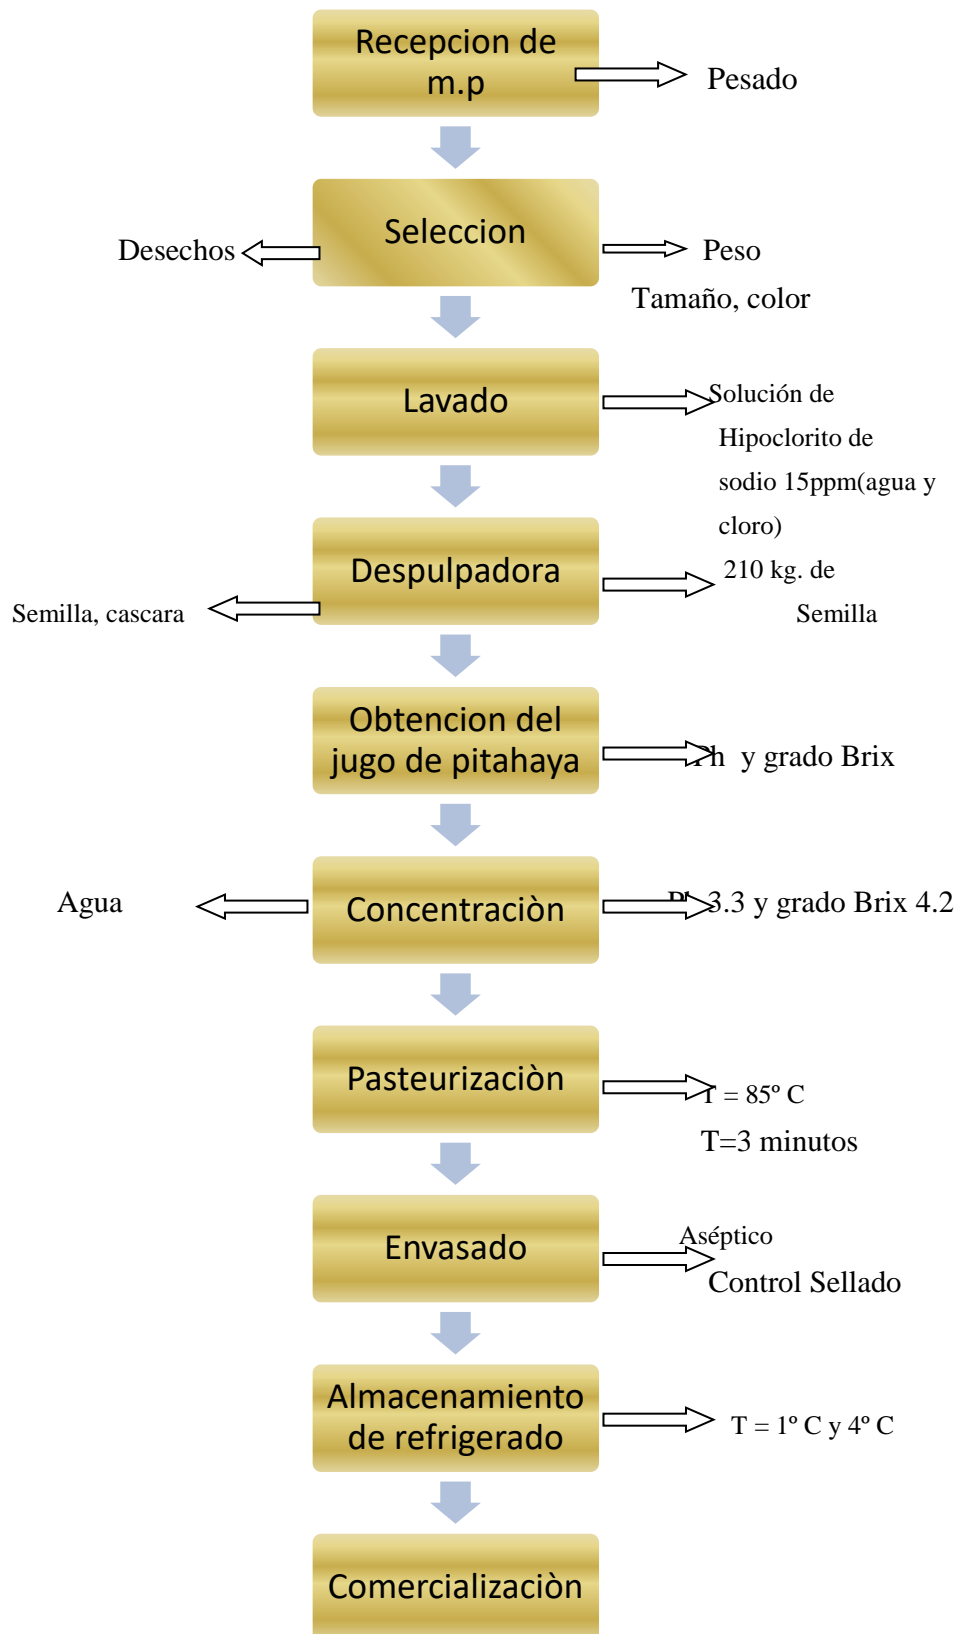 Recepcion de
m.p
Pesado
Seleccion
Desechos
Peso
Tamaño, color
Lavado
Solución de
Hipoclorito de
sodio 15ppm(agua y
cloro)
Despulpadora
210 kg. de
Semilla
Semilla, cascara
Obtencion del
jugo de pitahaya
Ph y grado Brix
Agua
Concentraciòn
Ph 3.3 y grado Brix 4.2
Pasteurizaciòn
T = 85º C
T=3 minutos
Envasado
Aséptico
Control Sellado
Almacenamiento
de refrigerado
T = 1º C y 4º C
Comercializaciòn